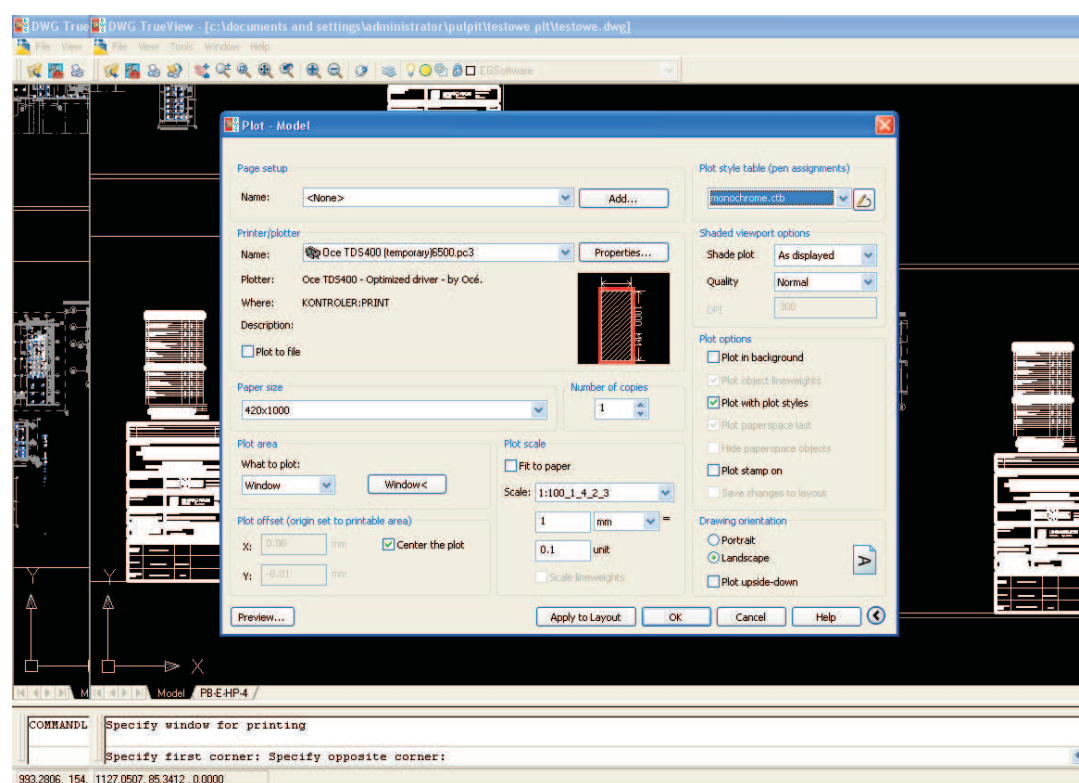 DWG True
DWG TrueView - [c:\documents and settings\administrator\pulpit\testowe plt\testowe.dwg]
File View
File View Tools Window Help
EGSoftware
Plot - Model
Page setup
Name: <None> Add...
Plot style table (pen assignments)
monochrome.ctb
Printer/plotter
Name: Oce TDS400 (temporary)6500.pc3 Properties...
Plotter: Oce TDS400 - Optimized driver - by Océ.
Where: KONTROLER:PRINT
Description:
Plot to file
1000 MM
Shaded viewport options
Shade plot As displayed
Quality Normal
DPI 300
Paper size
420x1000
Number of copies
1
Plot options
Plot in background
Plot object lineweights
Plot with plot styles
Plot paperspace last
Hide paperspace objects
Plot stamp on
Save changes to layout
Plot area
What to plot:
Window Window<
Plot scale
Fit to paper
Scale: 1:100_1_4_2_3
1 mm =
0.1 unit
Scale lineweights
Plot offset (origin set to printable area)
X: 0.00 mm Center the plot
Y: -0.01 mm
Drawing orientation
Portrait
Landscape
A
Plot upside-down
Preview... Apply to Layout OK Cancel Help
Y Y
X
M Model PB-E-HP-4
COMMANDL
Specify window for printing
Specify first corner: Specify opposite corner:
993.2806, 154. 1127.0507, 85.3412 , 0.0000